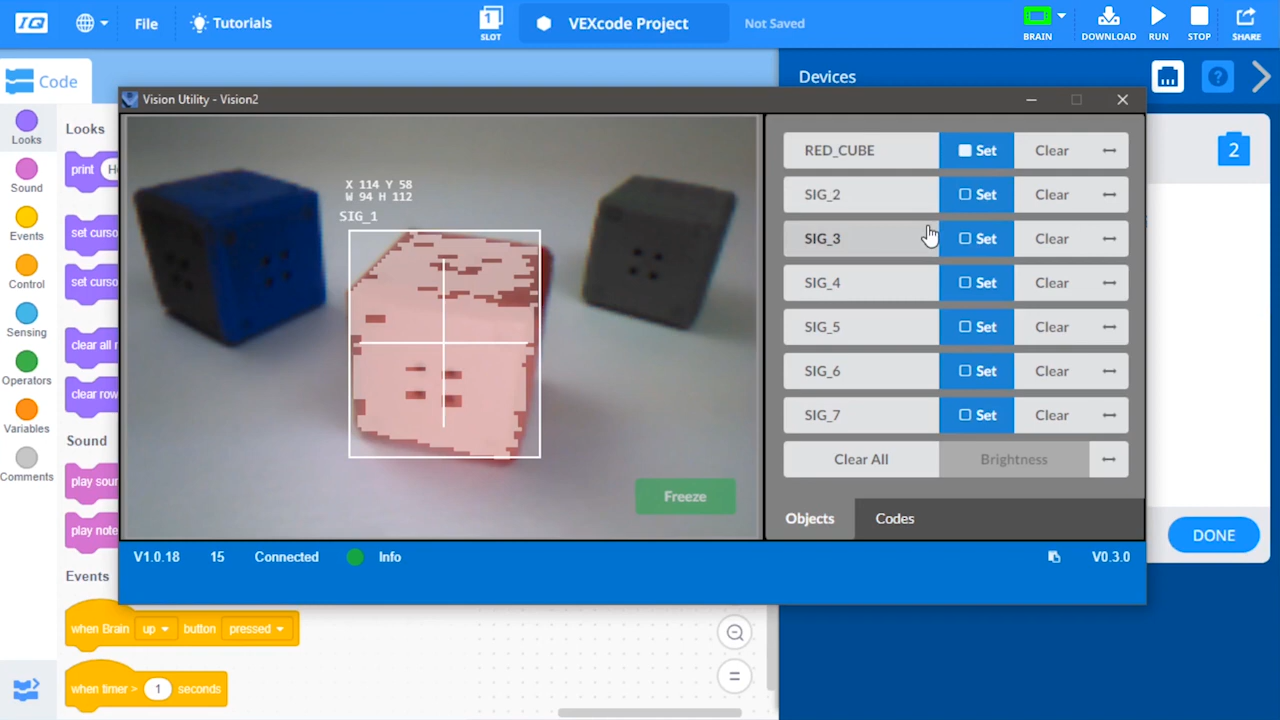 IQ
File
Tutorials
1
SLOT
VEXcode Project
Not Saved
BRAIN
DOWNLOAD
RUN
STOP
SHARE
Code
Devices
?
Vision Utility - Vision2
Looks
Sound
Events
Control
Sensing
Operators
Variables
Comments
Looks
print
set curso
set curso
clear all r
clear row
Sound
play soun
play note
Events
when Brain up button pressed
when timer > 1 seconds
X 114 Y 58
W 94 H 112
SIG_1
Freeze
RED_CUBE Set Clear
SIG_2 Set Clear
SIG_3 Set Clear
SIG_4 Set Clear
SIG_5 Set Clear
SIG_6 Set Clear
SIG_7 Set Clear
Clear All Brightness
Objects Codes
V1.0.18 15 Connected Info V0.3.0
2
DONE